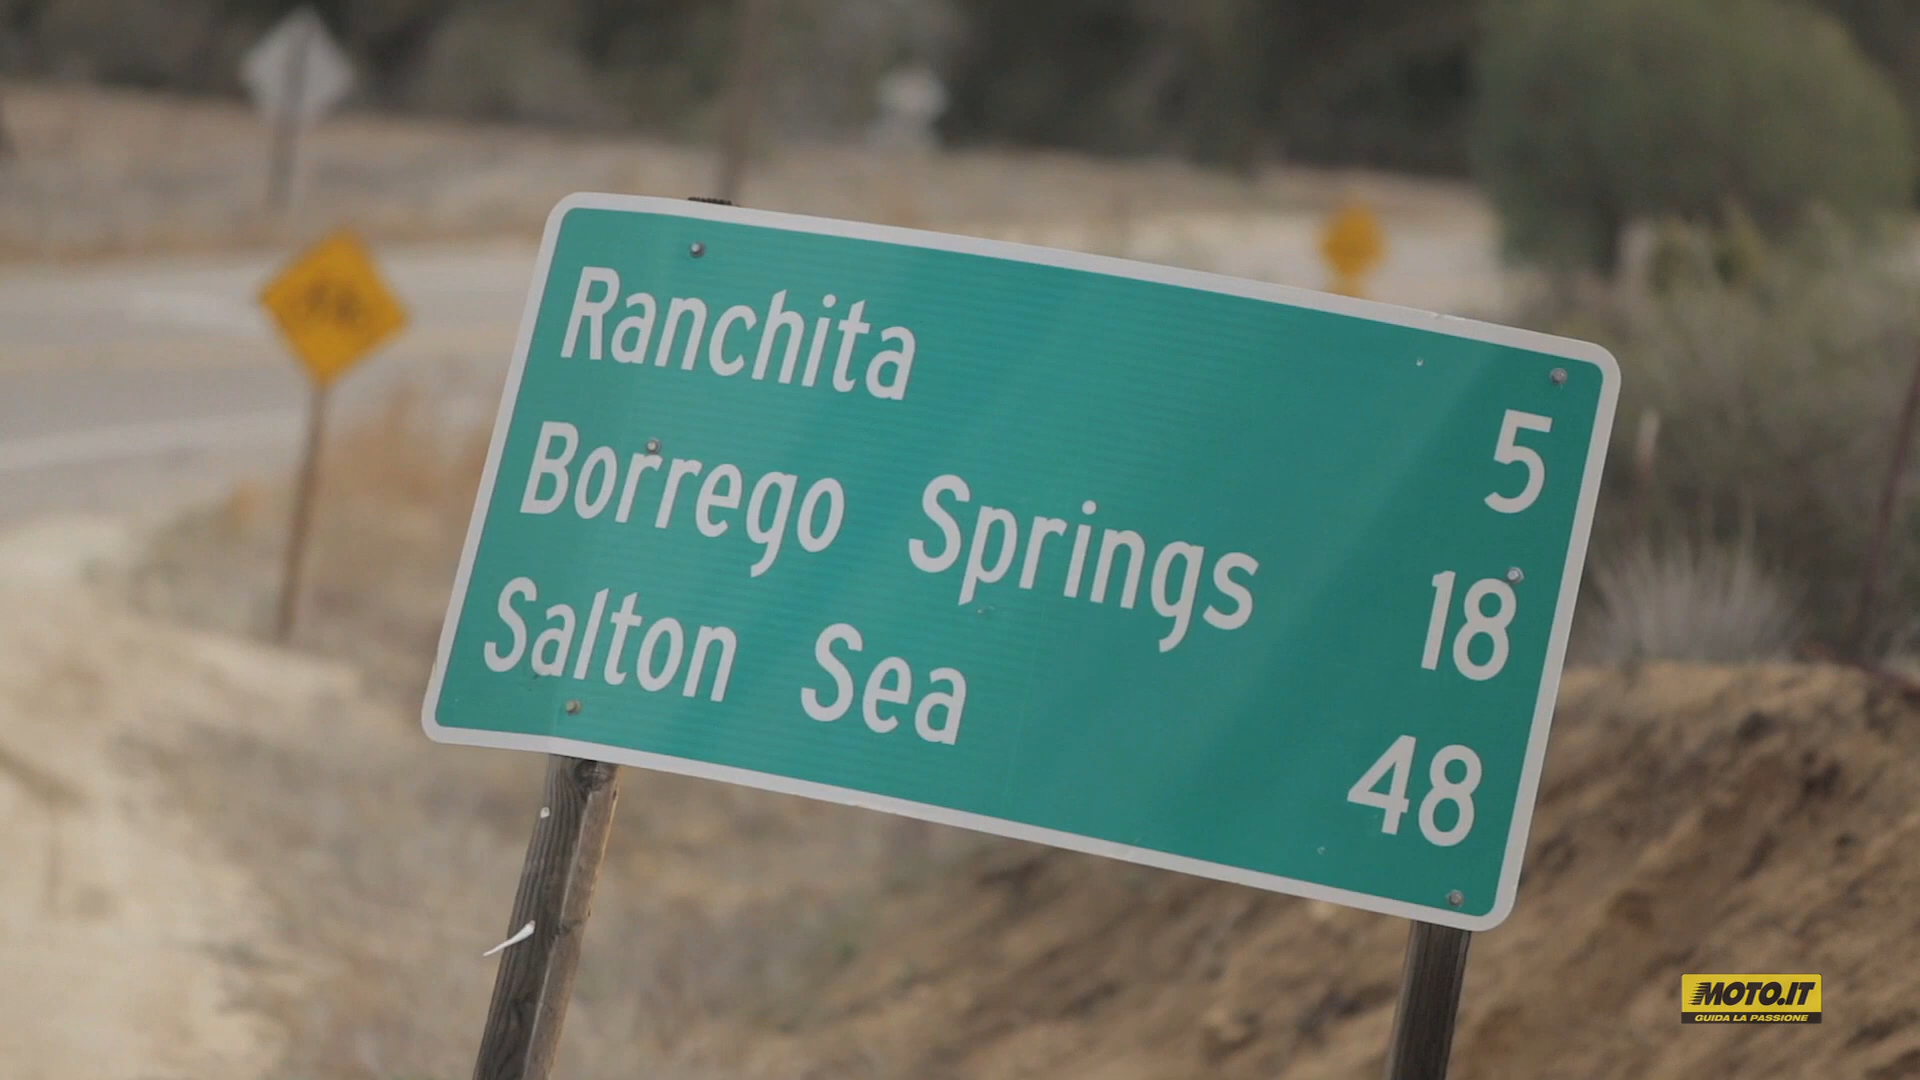 Ranchita 5
Borrego Springs 18
Salton Sea 48
MOTO.IT
GUIDA LA PASSIONE